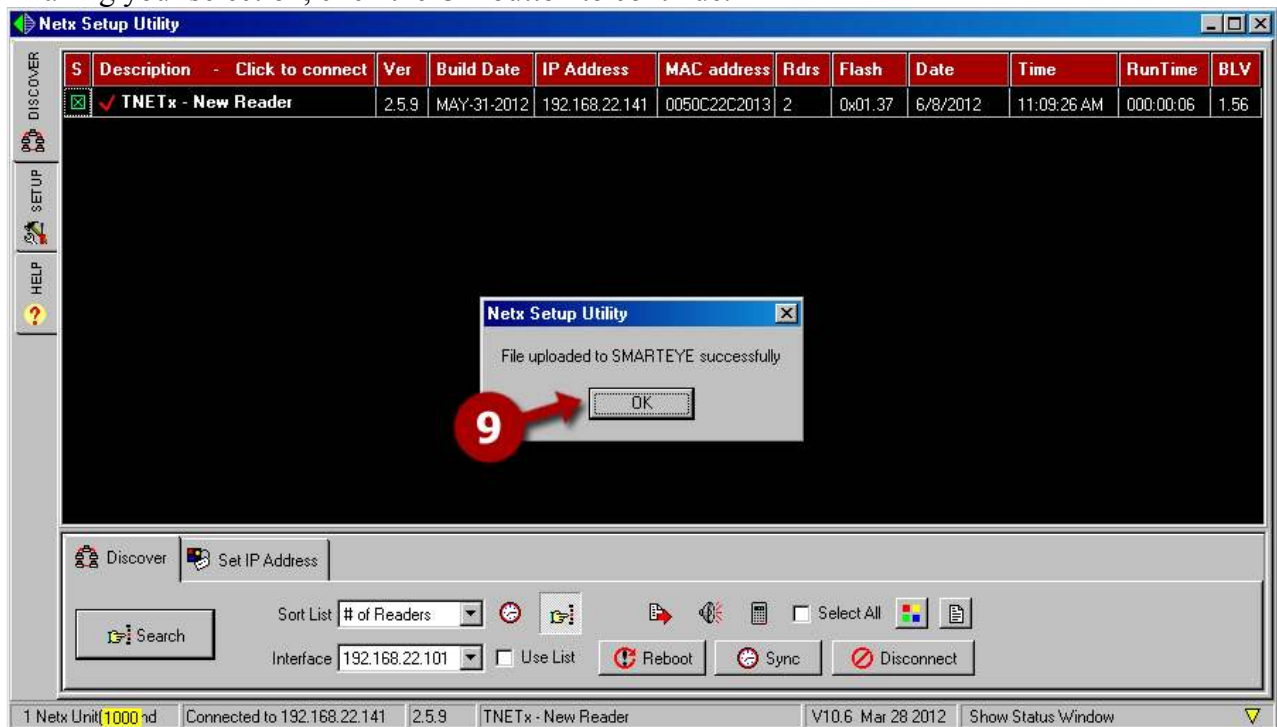 Netx Setup Utility
DISCOVER
SETUP
HELP
S Description - Click to connect Ver Build Date IP Address MAC address Rdrs Flash Date Time RunTime BLV
TNETx - New Reader 2.5.9 MAY-31-2012 192.168.22.141 0050C22C2013 2 0x01.37 6/8/2012 11:09:26 AM 000:00:06 1.56
Netx Setup Utility
File uploaded to SMARTEYE successfully
OK
9
Discover Set IP Address
Sort List # of Readers Select All
Search
Interface 192.168.22.101 Use List Reboot Sync Disconnect
1 Netx Unit(1000 nd Connected to 192.168.22.141 2.5.9 TNETx - New Reader V10.6 Mar 28 2012 Show Status Window